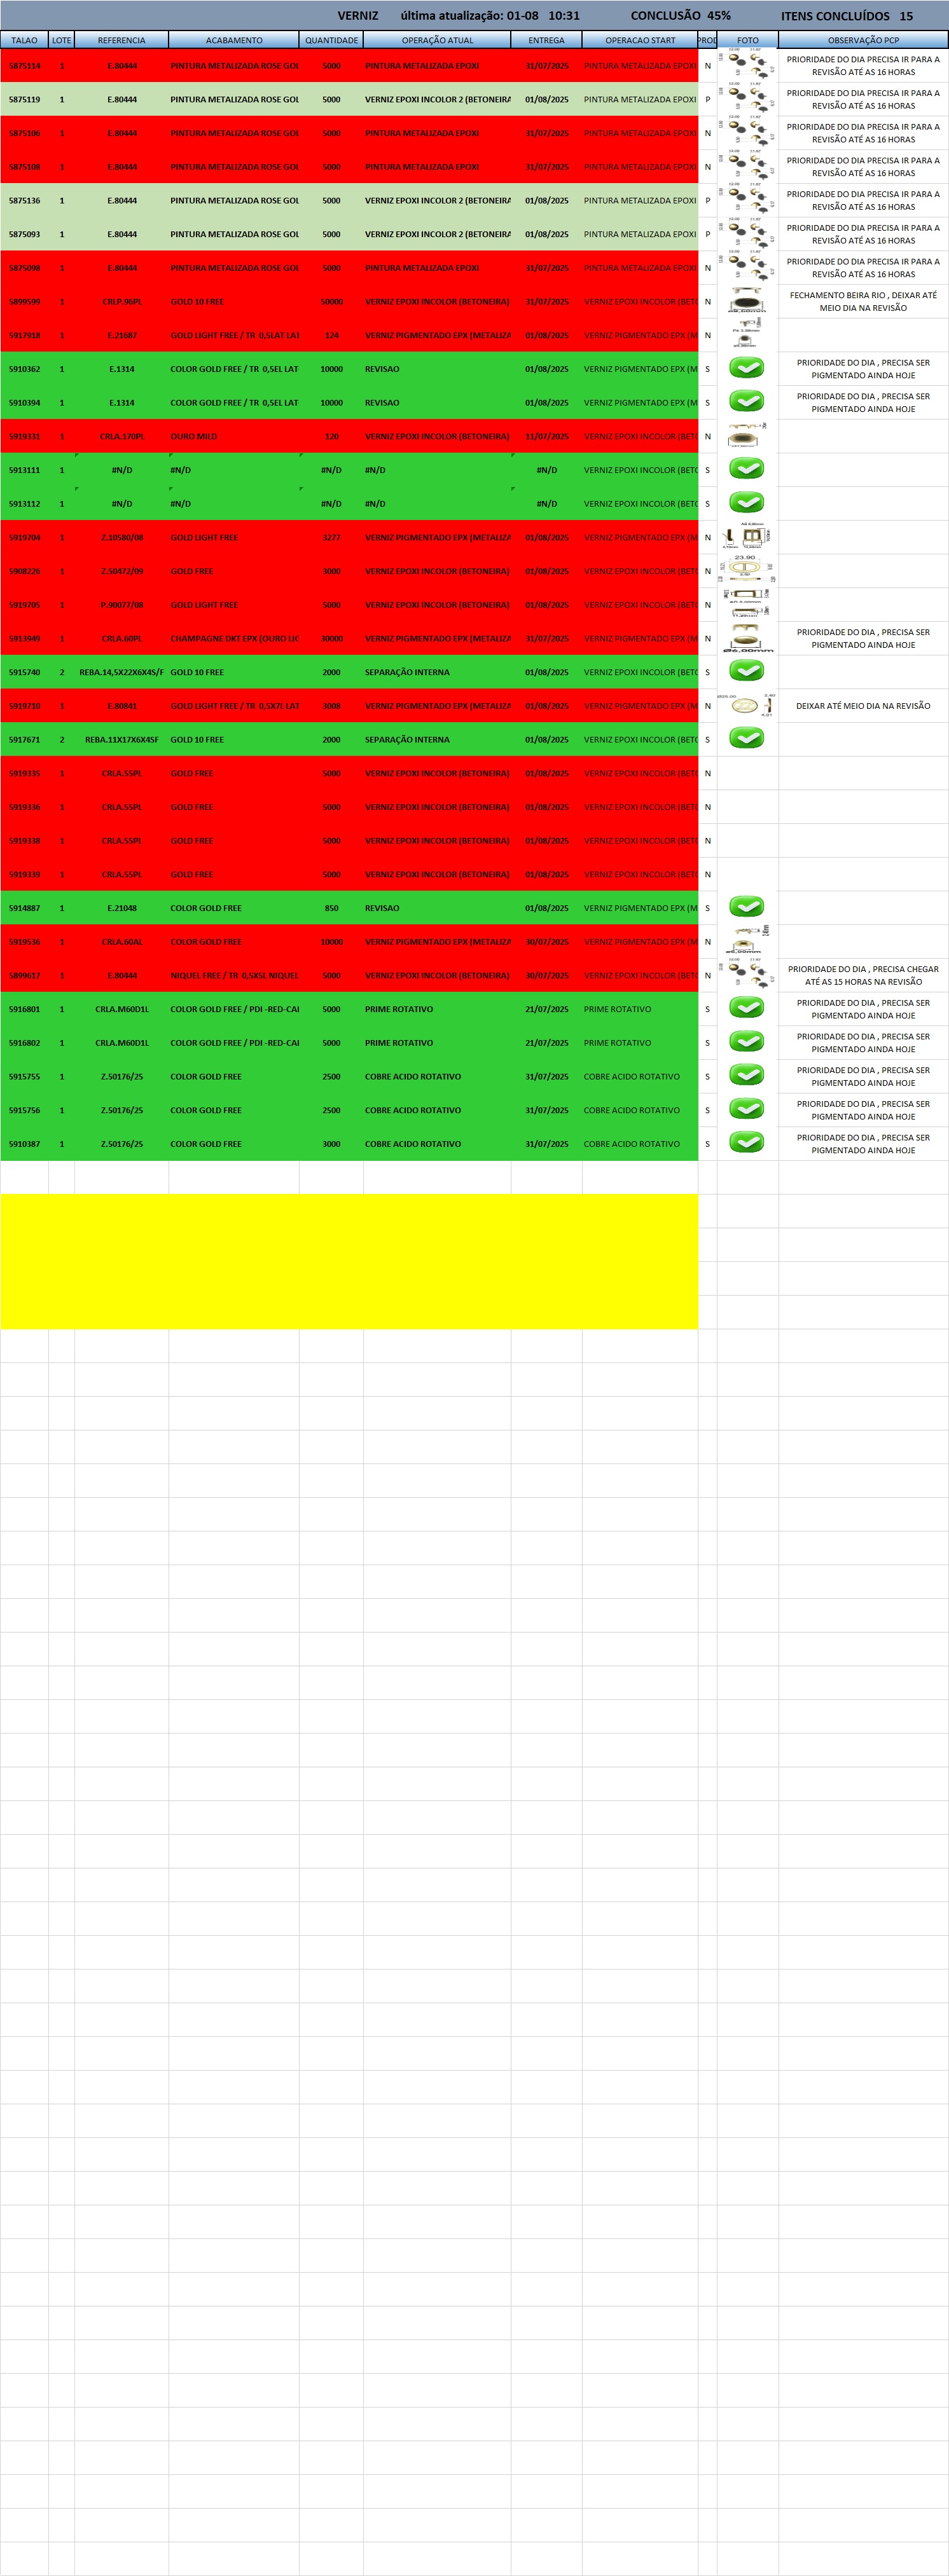 VERNIZ última atualização: 01-08 10:31 CONCLUSÃO 45% ITENS CONCLUÍDOS 15
TALAO LOTE REFERENCIA ACABAMENTO QUANTIDADE OPERAÇÃO ATUAL ENTREGA OPERACAO START PROD FOTO OBSERVAÇÃO PCP
5875114 1 E.80444 PINTURA METALIZADA ROSE GOL 5000 PINTURA METALIZADA EPOXI 31/07/2025 PINTURA METALIZADA EPOXI N PRIORIDADE DO DIA PRECISA IR PARA A
REVISÃO ATÉ AS 16 HORAS
5875119 1 E.80444 PINTURA METALIZADA ROSE GOL 5000 VERNIZ EPOXI INCOLOR 2 (BETONEIRA 01/08/2025 PINTURA METALIZADA EPOXI P PRIORIDADE DO DIA PRECISA IR PARA A
REVISÃO ATÉ AS 16 HORAS
5875106 1 E.80444 PINTURA METALIZADA ROSE GOL 5000 PINTURA METALIZADA EPOXI 31/07/2025 PINTURA METALIZADA EPOXI N PRIORIDADE DO DIA PRECISA IR PARA A
REVISÃO ATÉ AS 16 HORAS
5875108 1 E.80444 PINTURA METALIZADA ROSE GOL 5000 PINTURA METALIZADA EPOXI 31/07/2025 PINTURA METALIZADA EPOXI N PRIORIDADE DO DIA PRECISA IR PARA A
REVISÃO ATÉ AS 16 HORAS
5875136 1 E.80444 PINTURA METALIZADA ROSE GOL 5000 VERNIZ EPOXI INCOLOR 2 (BETONEIRA 01/08/2025 PINTURA METALIZADA EPOXI P PRIORIDADE DO DIA PRECISA IR PARA A
REVISÃO ATÉ AS 16 HORAS
5875093 1 E.80444 PINTURA METALIZADA ROSE GOL 5000 VERNIZ EPOXI INCOLOR 2 (BETONEIRA 01/08/2025 PINTURA METALIZADA EPOXI P PRIORIDADE DO DIA PRECISA IR PARA A
REVISÃO ATÉ AS 16 HORAS
5875098 1 E.80444 PINTURA METALIZADA ROSE GOL 5000 PINTURA METALIZADA EPOXI 31/07/2025 PINTURA METALIZADA EPOXI N PRIORIDADE DO DIA PRECISA IR PARA A
REVISÃO ATÉ AS 16 HORAS
5899599 1 CRLP.96PL GOLD 10 FREE 50000 VERNIZ EPOXI INCOLOR (BETONEIRA) 31/07/2025 VERNIZ EPOXI INCOLOR (BETO N FECHAMENTO BEIRA RIO , DEIXAR ATÉ
MEIO DIA NA REVISÃO
5917918 1 E.21687 GOLD LIGHT FREE / TR 0,5LAT LAT 124 VERNIZ PIGMENTADO EPX (METALIZA 01/08/2025 VERNIZ PIGMENTADO EPX (M N
5910362 1 E.1314 COLOR GOLD FREE / TR 0,5EL LAT 10000 REVISAO 01/08/2025 VERNIZ PIGMENTADO EPX (M S PRIORIDADE DO DIA , PRECISA SER
PIGMENTADO AINDA HOJE
5910394 1 E.1314 COLOR GOLD FREE / TR 0,5EL LAT 10000 REVISAO 01/08/2025 VERNIZ PIGMENTADO EPX (M S PRIORIDADE DO DIA , PRECISA SER
PIGMENTADO AINDA HOJE
5919331 1 CRLA.170PL OURO MILD 120 VERNIZ EPOXI INCOLOR (BETONEIRA) 11/07/2025 VERNIZ EPOXI INCOLOR (BETO N
5913111 1 #N/D #N/D #N/D #N/D #N/D VERNIZ EPOXI INCOLOR (BETO S
5913112 1 #N/D #N/D #N/D #N/D #N/D VERNIZ EPOXI INCOLOR (BETO S
5919704 1 Z.10580/08 GOLD LIGHT FREE 3277 VERNIZ PIGMENTADO EPX (METALIZA 01/08/2025 VERNIZ PIGMENTADO EPX (M N
5908226 1 Z.50472/09 GOLD FREE 3000 VERNIZ EPOXI INCOLOR (BETONEIRA) 01/08/2025 VERNIZ EPOXI INCOLOR (BETO N 23.90
5919705 1 P.90077/08 GOLD LIGHT FREE 5000 VERNIZ EPOXI INCOLOR (BETONEIRA) 01/08/2025 VERNIZ EPOXI INCOLOR (BETO N
5913949 1 CRLA.60PL CHAMPAGNE DKT EPX (OURO LIG 30000 VERNIZ PIGMENTADO EPX (METALIZA 31/07/2025 VERNIZ PIGMENTADO EPX (M N Ø6,00mm PRIORIDADE DO DIA , PRECISA SER
PIGMENTADO AINDA HOJE
5915740 2 REBA.14,5X22X6X4S/F GOLD 10 FREE 2000 SEPARAÇÃO INTERNA 01/08/2025 VERNIZ EPOXI INCOLOR (BETO S
5919710 1 E.80841 GOLD LIGHT FREE / TR 0,5X7L LAT 3008 VERNIZ PIGMENTADO EPX (METALIZA 01/08/2025 VERNIZ PIGMENTADO EPX (M N DEIXAR ATÉ MEIO DIA NA REVISÃO
5917671 2 REBA.11X17X6X4SF GOLD 10 FREE 2000 SEPARAÇÃO INTERNA 01/08/2025 VERNIZ EPOXI INCOLOR (BETO S
5919335 1 CRLA.55PL GOLD FREE 5000 VERNIZ EPOXI INCOLOR (BETONEIRA) 01/08/2025 VERNIZ EPOXI INCOLOR (BETO N
5919336 1 CRLA.55PL GOLD FREE 5000 VERNIZ EPOXI INCOLOR (BETONEIRA) 01/08/2025 VERNIZ EPOXI INCOLOR (BETO N
5919338 1 CRLA.55PL GOLD FREE 5000 VERNIZ EPOXI INCOLOR (BETONEIRA) 01/08/2025 VERNIZ EPOXI INCOLOR (BETO N
5919339 1 CRLA.55PL GOLD FREE 5000 VERNIZ EPOXI INCOLOR (BETONEIRA) 01/08/2025 VERNIZ EPOXI INCOLOR (BETO N
5914887 1 E.21048 COLOR GOLD FREE 850 REVISAO 01/08/2025 VERNIZ PIGMENTADO EPX (M S
5919536 1 CRLA.60AL COLOR GOLD FREE 10000 VERNIZ PIGMENTADO EPX (METALIZA 30/07/2025 VERNIZ PIGMENTADO EPX (M N
5899617 1 E.80444 NIQUEL FREE / TR 0,5X5L NIQUEL 5000 VERNIZ EPOXI INCOLOR (BETONEIRA) 30/07/2025 VERNIZ EPOXI INCOLOR (BETO N PRIORIDADE DO DIA , PRECISA CHEGAR
ATÉ AS 15 HORAS NA REVISÃO
5916801 1 CRLA.M60D1L COLOR GOLD FREE / PDI -RED-CAI 5000 PRIME ROTATIVO 21/07/2025 PRIME ROTATIVO S PRIORIDADE DO DIA , PRECISA SER
PIGMENTADO AINDA HOJE
5916802 1 CRLA.M60D1L COLOR GOLD FREE / PDI -RED-CAI 5000 PRIME ROTATIVO 21/07/2025 PRIME ROTATIVO S PRIORIDADE DO DIA , PRECISA SER
PIGMENTADO AINDA HOJE
5915755 1 Z.50176/25 COLOR GOLD FREE 2500 COBRE ACIDO ROTATIVO 31/07/2025 COBRE ACIDO ROTATIVO S PRIORIDADE DO DIA , PRECISA SER
PIGMENTADO AINDA HOJE
5915756 1 Z.50176/25 COLOR GOLD FREE 2500 COBRE ACIDO ROTATIVO 31/07/2025 COBRE ACIDO ROTATIVO S PRIORIDADE DO DIA , PRECISA SER
PIGMENTADO AINDA HOJE
5910387 1 Z.50176/25 COLOR GOLD FREE 3000 COBRE ACIDO ROTATIVO 31/07/2025 COBRE ACIDO ROTATIVO S PRIORIDADE DO DIA , PRECISA SER
PIGMENTADO AINDA HOJE